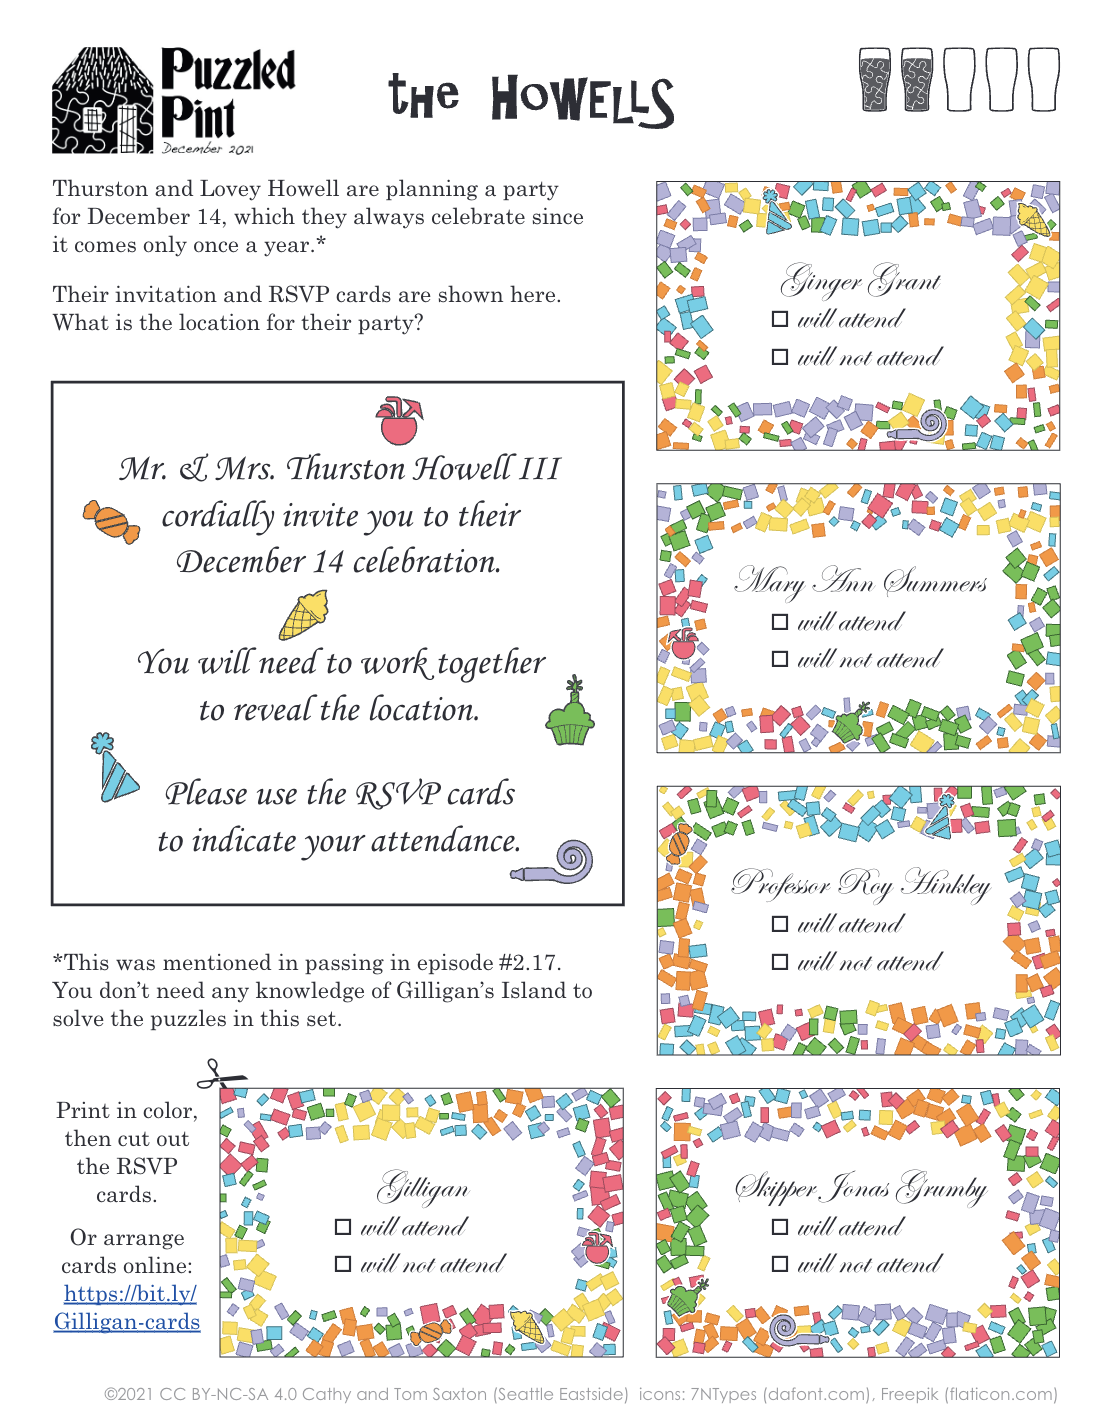 Puzzled
Pint
December 2021
the Howells
Thurston and Lovey Howell are planning a party
for December 14, which they always celebrate since
it comes only once a year.*
Their invitation and RSVP cards are shown here.
What is the location for their party?
Mr. & Mrs. Thurston Howell III
cordially invite you to their
December 14 celebration.
You will need to work together
to reveal the location.
Please use the RSVP cards
to indicate your attendance.
*This was mentioned in passing in episode #2.17.
You don't need any knowledge of Gilligan's Island to
solve the puzzles in this set.
Print in color,
then cut out
the RSVP
cards.
Or arrange
cards online:
https://bit.ly/
Gilligan-cards
Ginger Grant
will attend
will not attend
Mary Ann Summers
will attend
will not attend
Professor Roy Hinkley
will attend
will not attend
Gilligan
will attend
will not attend
Skipper Jonas Grumby
will attend
will not attend
©2021 CC BY-NC-SA 4.0 Cathy and Tom Saxton (Seattle Eastside)  icons: 7NTypes (dafont.com), Freepik (flaticon.com)